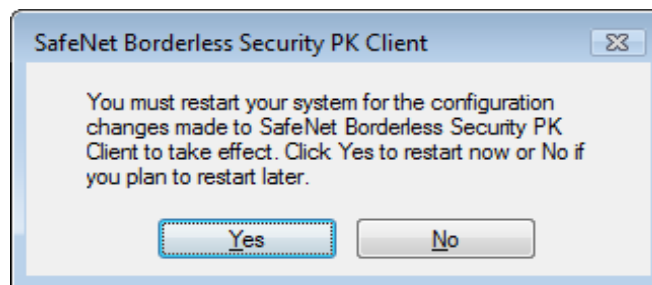 SafeNet Borderless Security PK Client
You must restart your system for the configuration
changes made to SafeNet Borderless Security PK
Client to take effect. Click Yes to restart now or No if
you plan to restart later.
Yes
No